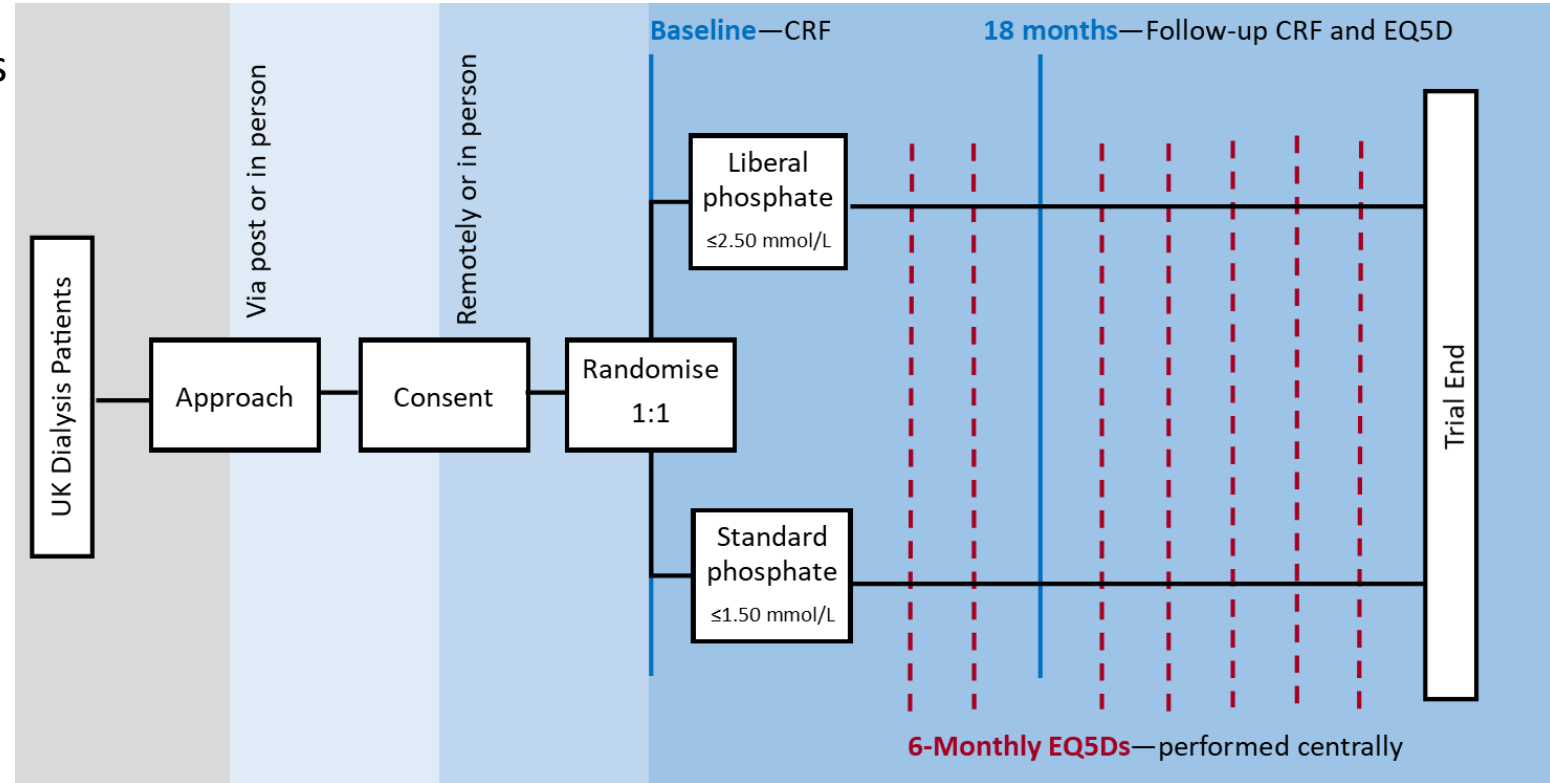 s
Baseline—CRF
18 months—Follow-up CRF and EQ5D
Via post or in person
Remotely or in person
UK Dialysis Patients
Approach
Consent
Randomise
1:1
Liberal
phosphate
≤2.50 mmol/L
Standard
phosphate
≤1.50 mmol/L
Trial End
6-Monthly EQ5Ds—performed centrally